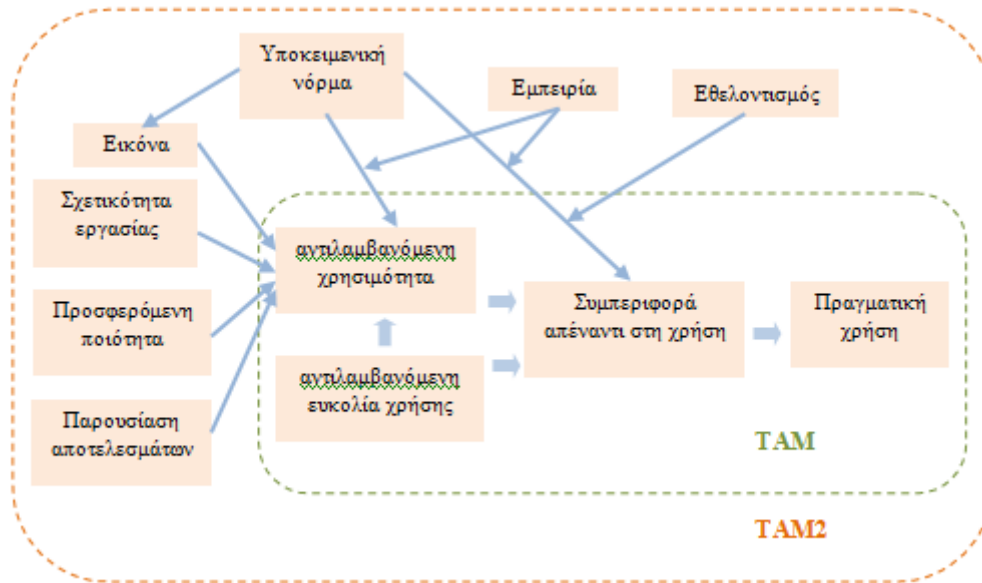 Υποκειμενική
νόρμα
Εμπειρία
Εθελοντισμός
Εικόνα
Σχετικότητα
εργασίας
αντιλαμβανόμενη
χρησιμότητα
Προσφερόμενη
ποιότητα
Συμπεριφορά
απέναντι στη χρήση
Πραγματική
χρήση
αντιλαμβανόμενη
ευκολία χρήσης
Παρουσίαση
αποτελεσμάτων
TAM
TAM2